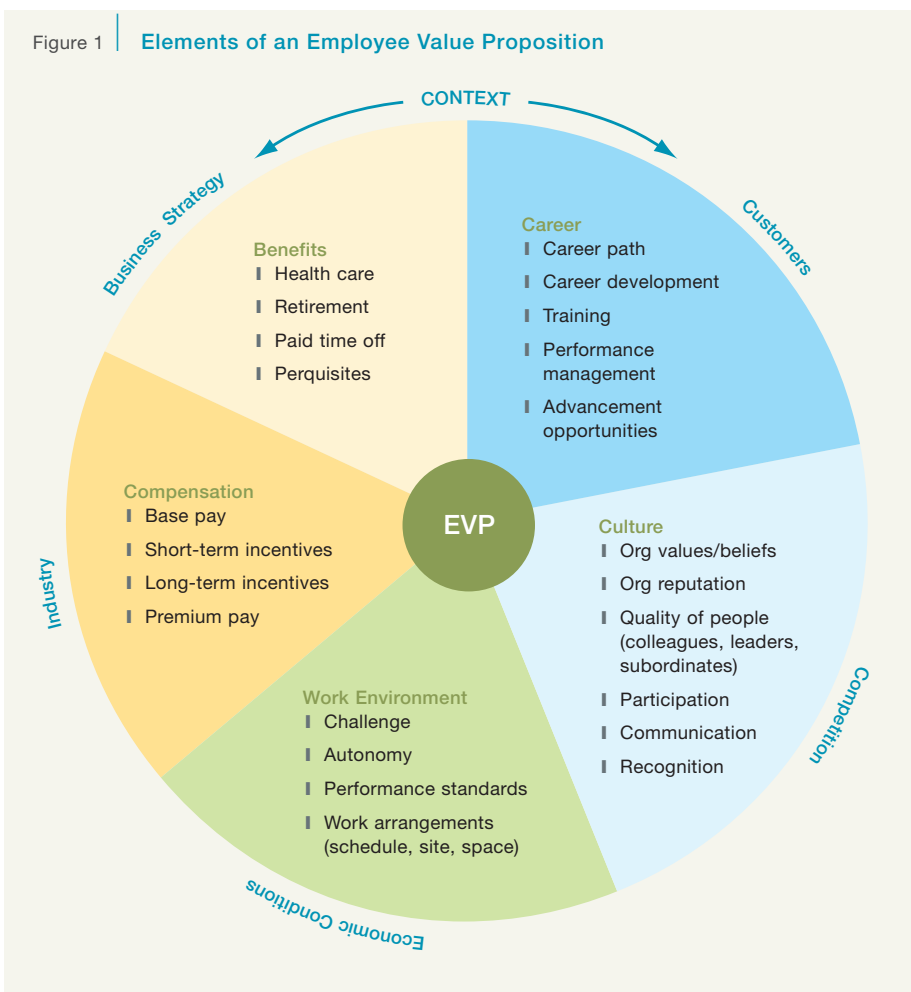 Figure 1
Elements of an Employee Value Proposition
CONTEXT
Business Strategy
Customers
Benefits
Health care
Retirement
Paid time off
Perquisites
Career
Career path
Career development
Training
Performance
management
Advancement
opportunities
Compensation
Base pay
Short-term incentives
Long-term incentives
Premium pay
EVP
Culture
Org values/beliefs
Org reputation
Quality of people
(colleagues, leaders,
subordinates)
Participation
Communication
Recognition
Industry
Competition
Work Environment
Challenge
Autonomy
Performance standards
Work arrangements
(schedule, site, space)
Economic Conditions